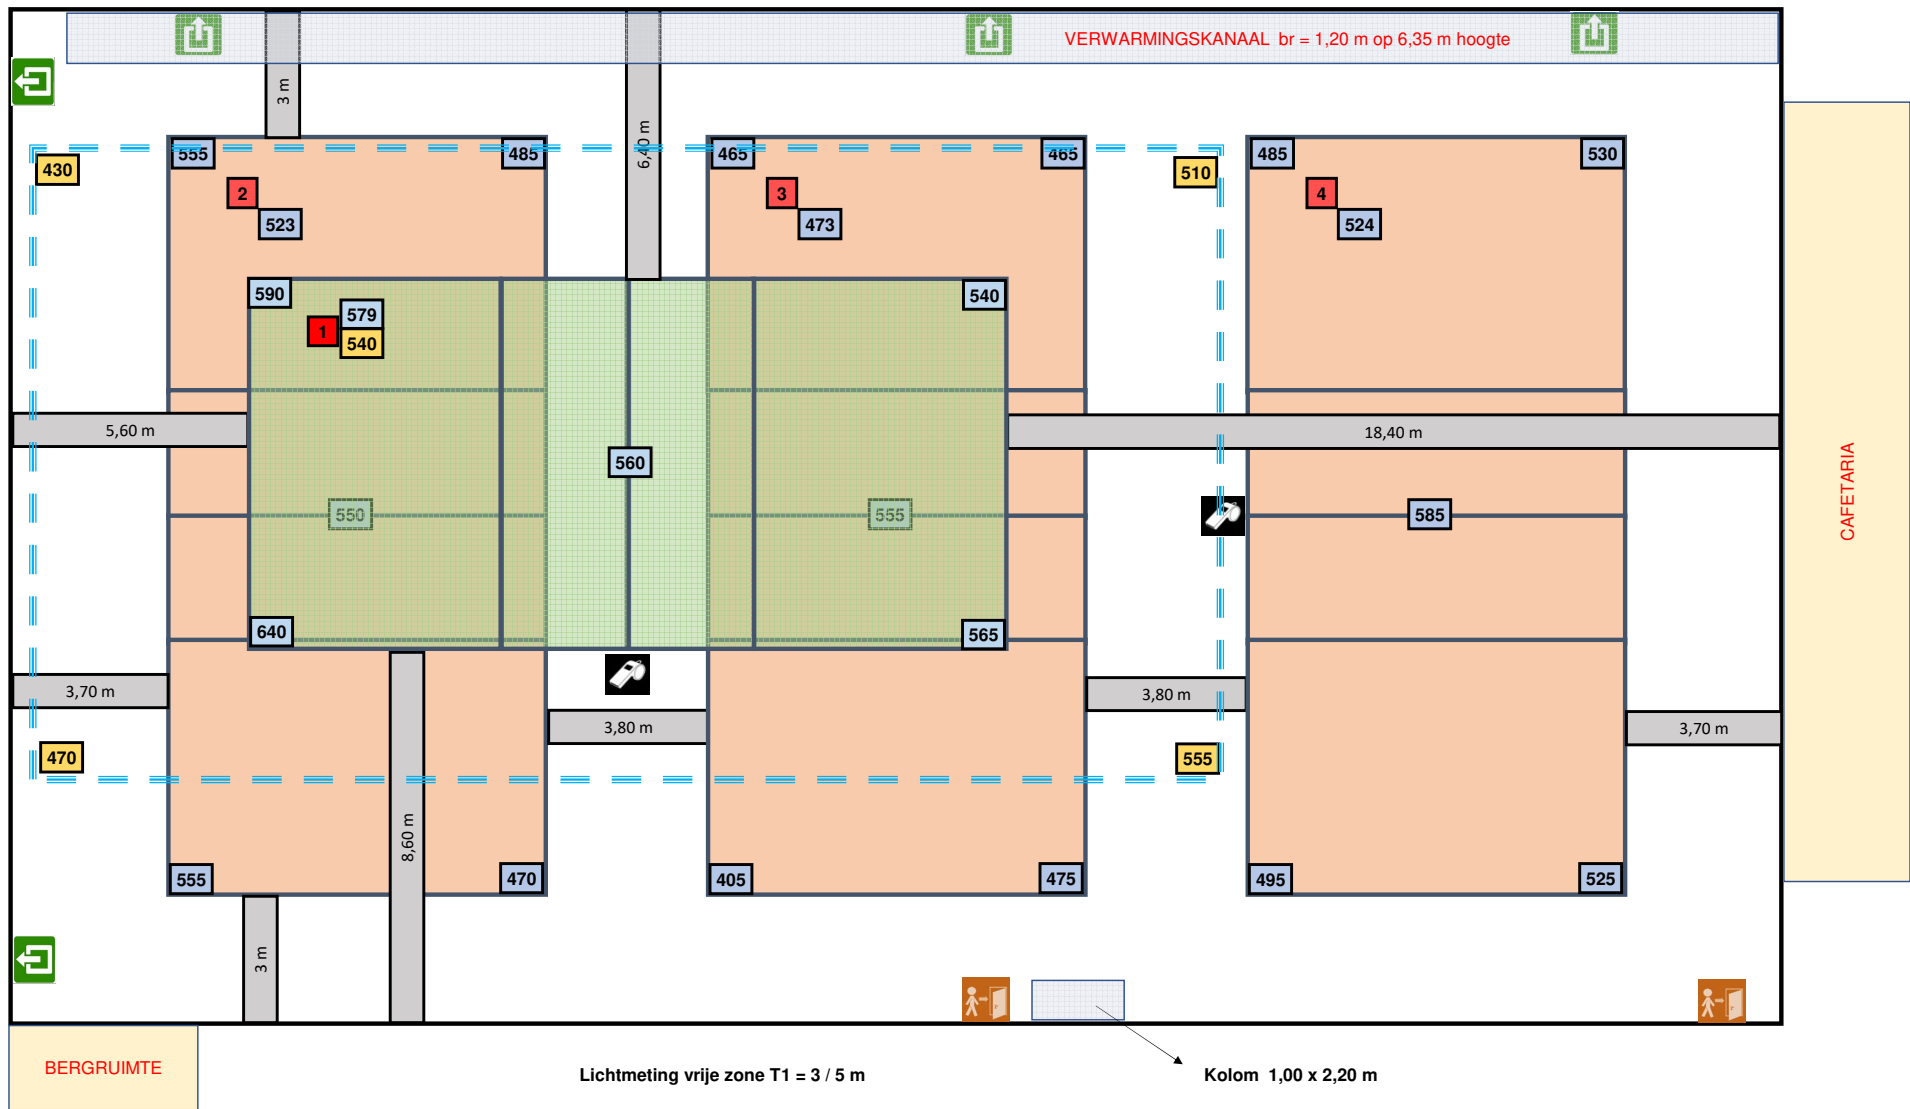 VERWARMINGSKANAAL br = 1,20 m op 6,35 m hoogte
3 m
6,40 m
555
485
465
465
485
530
430
510
2
523
3
473
4
524
590
579
540
1
540
5,60 m
18,40 m
560
550
555
585
CAFETARIA
640
565
3,70 m
3,80 m
3,80 m
3,70 m
470
555
8,60 m
555
470
405
475
495
525
3 m
BERGRUIMTE
Lichtmeting vrije zone T1 = 3 / 5 m
Kolom 1,00 x 2,20 m